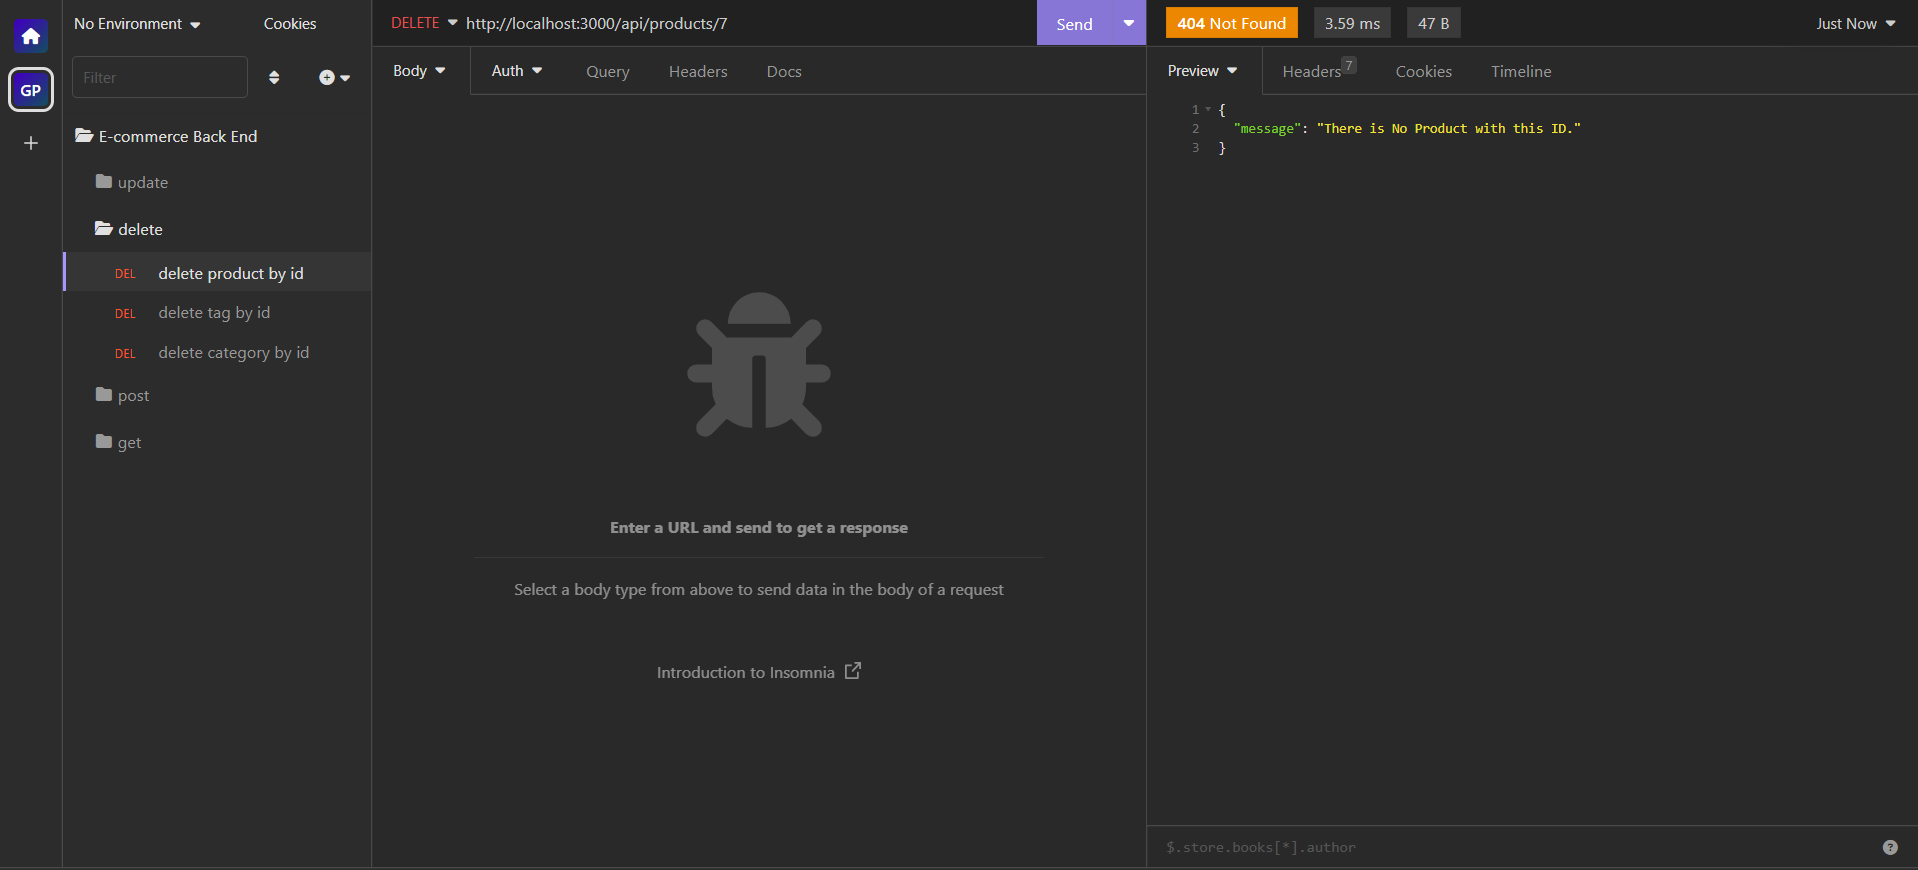 No Environment
Cookies
GP
Filter
E-commerce Back End
update
delete
DEL delete product by id
DEL delete tag by id
DEL delete category by id
post
get
DELETE http://localhost:3000/api/products/7
Send
Body
Auth
Query
Headers
Docs
Enter a URL and send to get a response
Select a body type from above to send data in the body of a request
Introduction to Insomnia
404 Not Found
3.59 ms
47 B
Just Now
Preview
Headers 7
Cookies
Timeline
1 {
2 "message": "There is No Product with this ID."
3 }
$.store.books[*].author
?